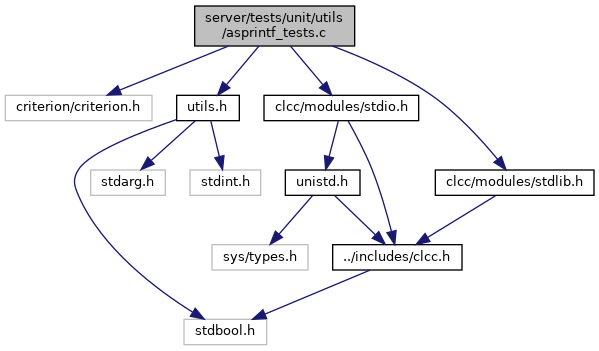 server/tests/unit/utils
/asprintf_tests.c
criterion/criterion.h
utils.h
clcc/modules/stdio.h
stdarg.h
stdint.h
unistd.h
clcc/modules/stdlib.h
sys/types.h
../includes/clcc.h
stdbool.h